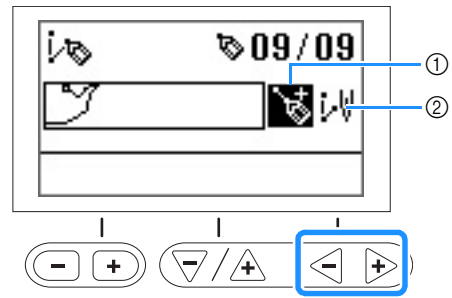 09/09
①
②
− + − / + − +